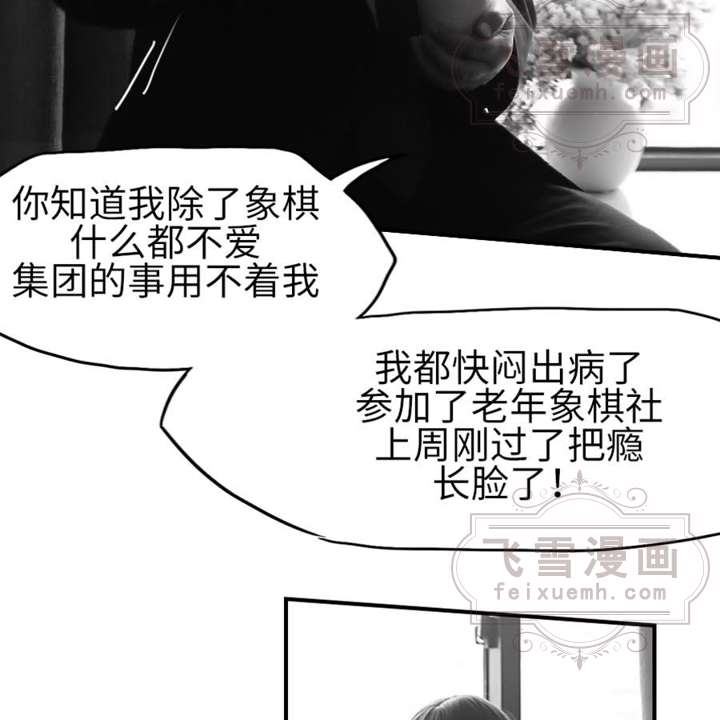 飞雪漫画
feixuemh.com
你知道我除了象棋
什么都不爱
集团的事用不着我
我都快闷出病了
参加了老年象棋社
上周刚过了把瘾
长脸了！
飞雪漫画
feixuemh.com